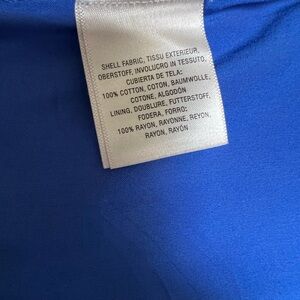 SHELL FABRIC, TISSU EXTERIEUR,
OBERSTOFF, INVOLUCRO IN TESSUTO,
CUBIERTA DE TELA:
100% COTTON, COTON, BAUMWOLLE,
COTONE, ALGODÓN
LINING, DOUBLURE, FUTTERSTOFF,
FODERA, FORRO:
100% RAYON, RAYONNE, REYON,
RAYON, RAYÓN